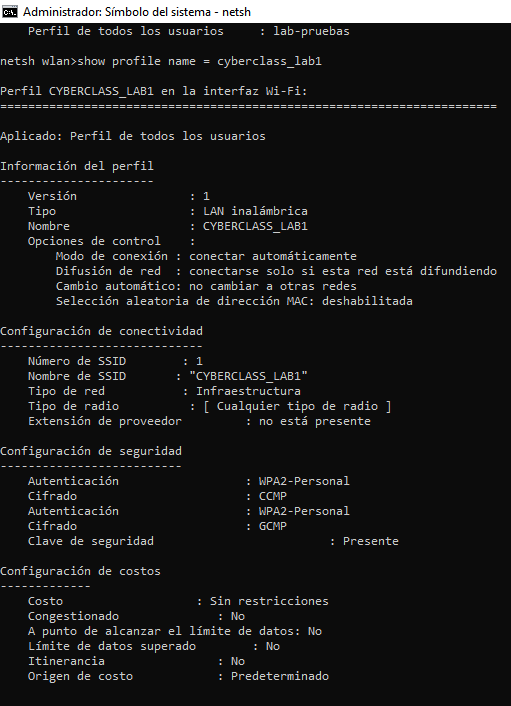 Administrador: Símbolo del sistema - netsh
Perfil de todos los usuarios : lab-pruebas
netsh wlan>show profile name = cyberclass_lab1
Perfil CYBERCLASS_LAB1 en la interfaz Wi-Fi:
=======================================================================
Aplicado: Perfil de todos los usuarios
Información del perfil
----------------------
Versión : 1
Tipo : LAN inalámbrica
Nombre : CYBERCLASS_LAB1
Opciones de control :
Modo de conexión : conectar automáticamente
Difusión de red : conectarse solo si esta red está difundiendo
Cambio automático: no cambiar a otras redes
Selección aleatoria de dirección MAC: deshabilitada
Configuración de conectividad
-----------------------------
Número de SSID : 1
Nombre de SSID : "CYBERCLASS_LAB1"
Tipo de red : Infraestructura
Tipo de radio : [ Cualquier tipo de radio ]
Extensión de proveedor : no está presente
Configuración de seguridad
--------------------------
Autenticación : WPA2-Personal
Cifrado : CCMP
Autenticación : WPA2-Personal
Cifrado : GCMP
Clave de seguridad : Presente
Configuración de costos
-------------
Costo : Sin restricciones
Congestionado : No
A punto de alcanzar el límite de datos: No
Límite de datos superado : No
Itinerancia : No
Origen de costo : Predeterminado